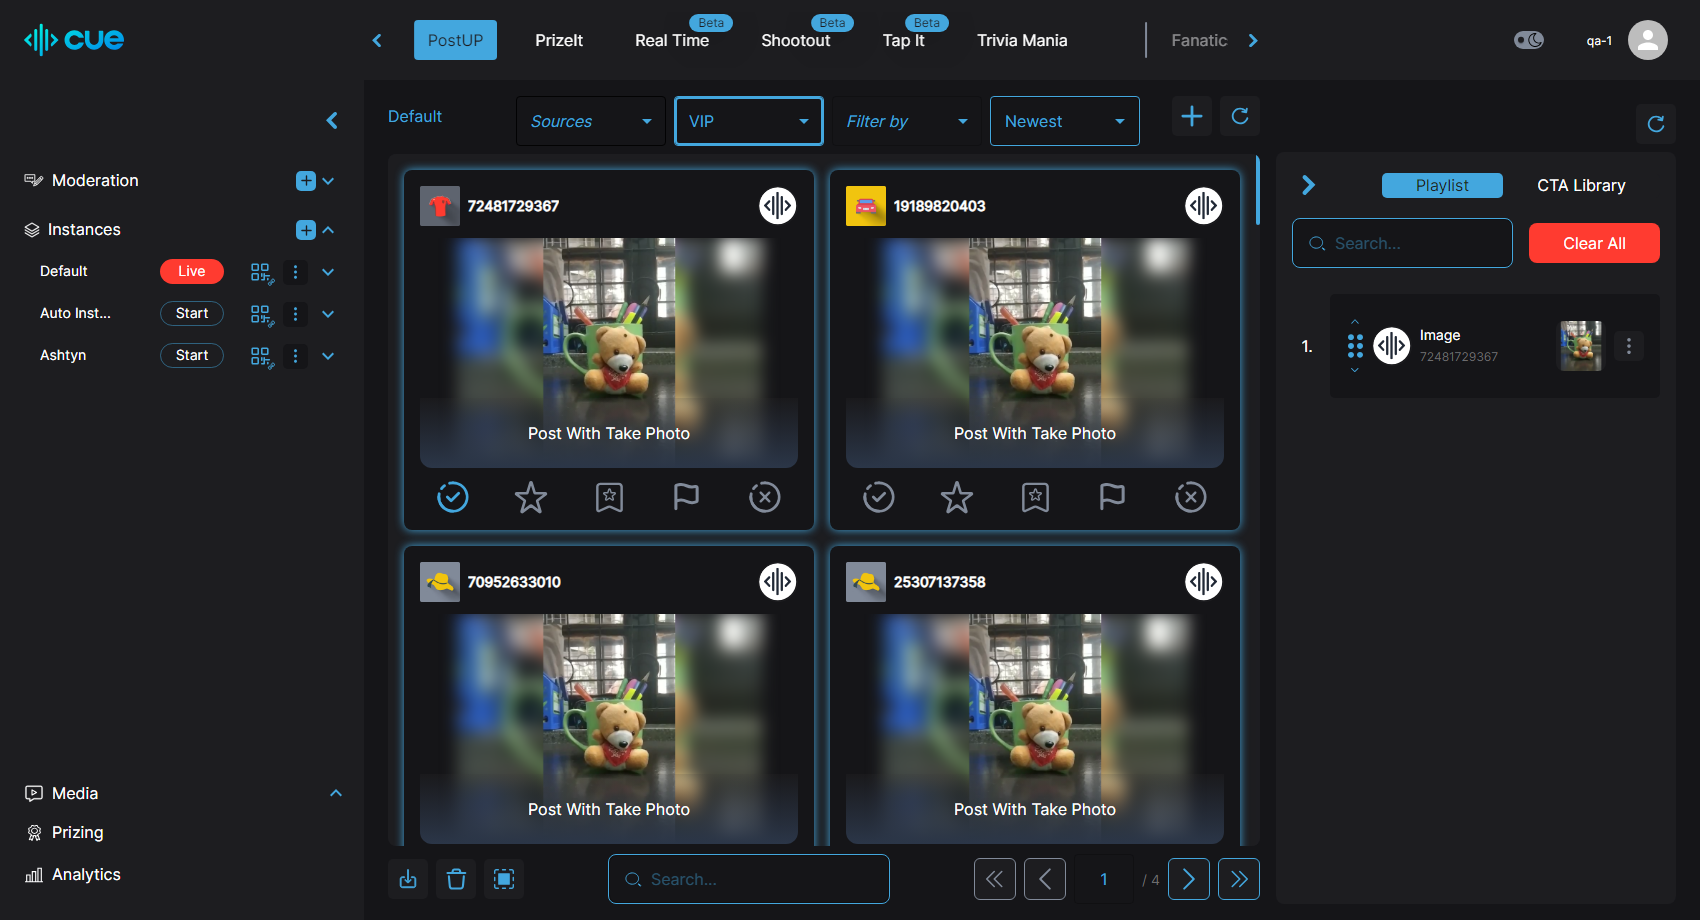 cue
PostUP
PrizeIt
Real Time
Beta
Shootout
Beta
Tap It
Beta
Trivia Mania
Fanatic
qa-1
Moderation
Instances
Default
Live
Auto Inst...
Start
Ashtyn
Start
Media
Prizing
Analytics
Default
Sources
VIP
Filter by
Newest
72481729367
Post With Take Photo
19189820403
Post With Take Photo
70952633010
Post With Take Photo
25307137358
Post With Take Photo
Search...
1
/ 4
Playlist
CTA Library
Search...
Clear All
1.
Image
72481729367